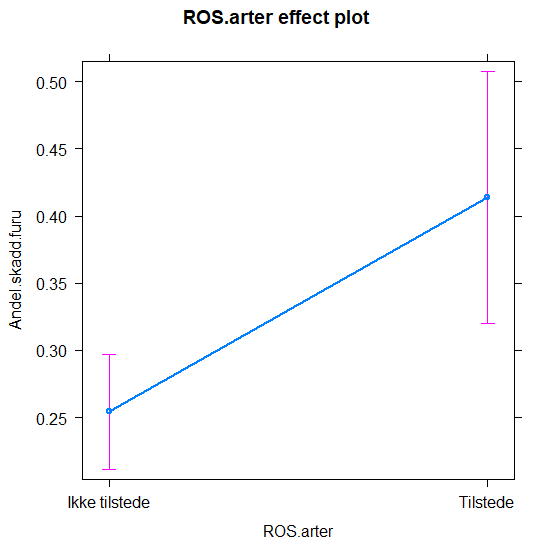 ROS.arter effect plot
0.50
0.45
0.40
0.35
0.30
0.25
Andel.skadd.furu
Ikke tilstede
Tilstede
ROS.arter